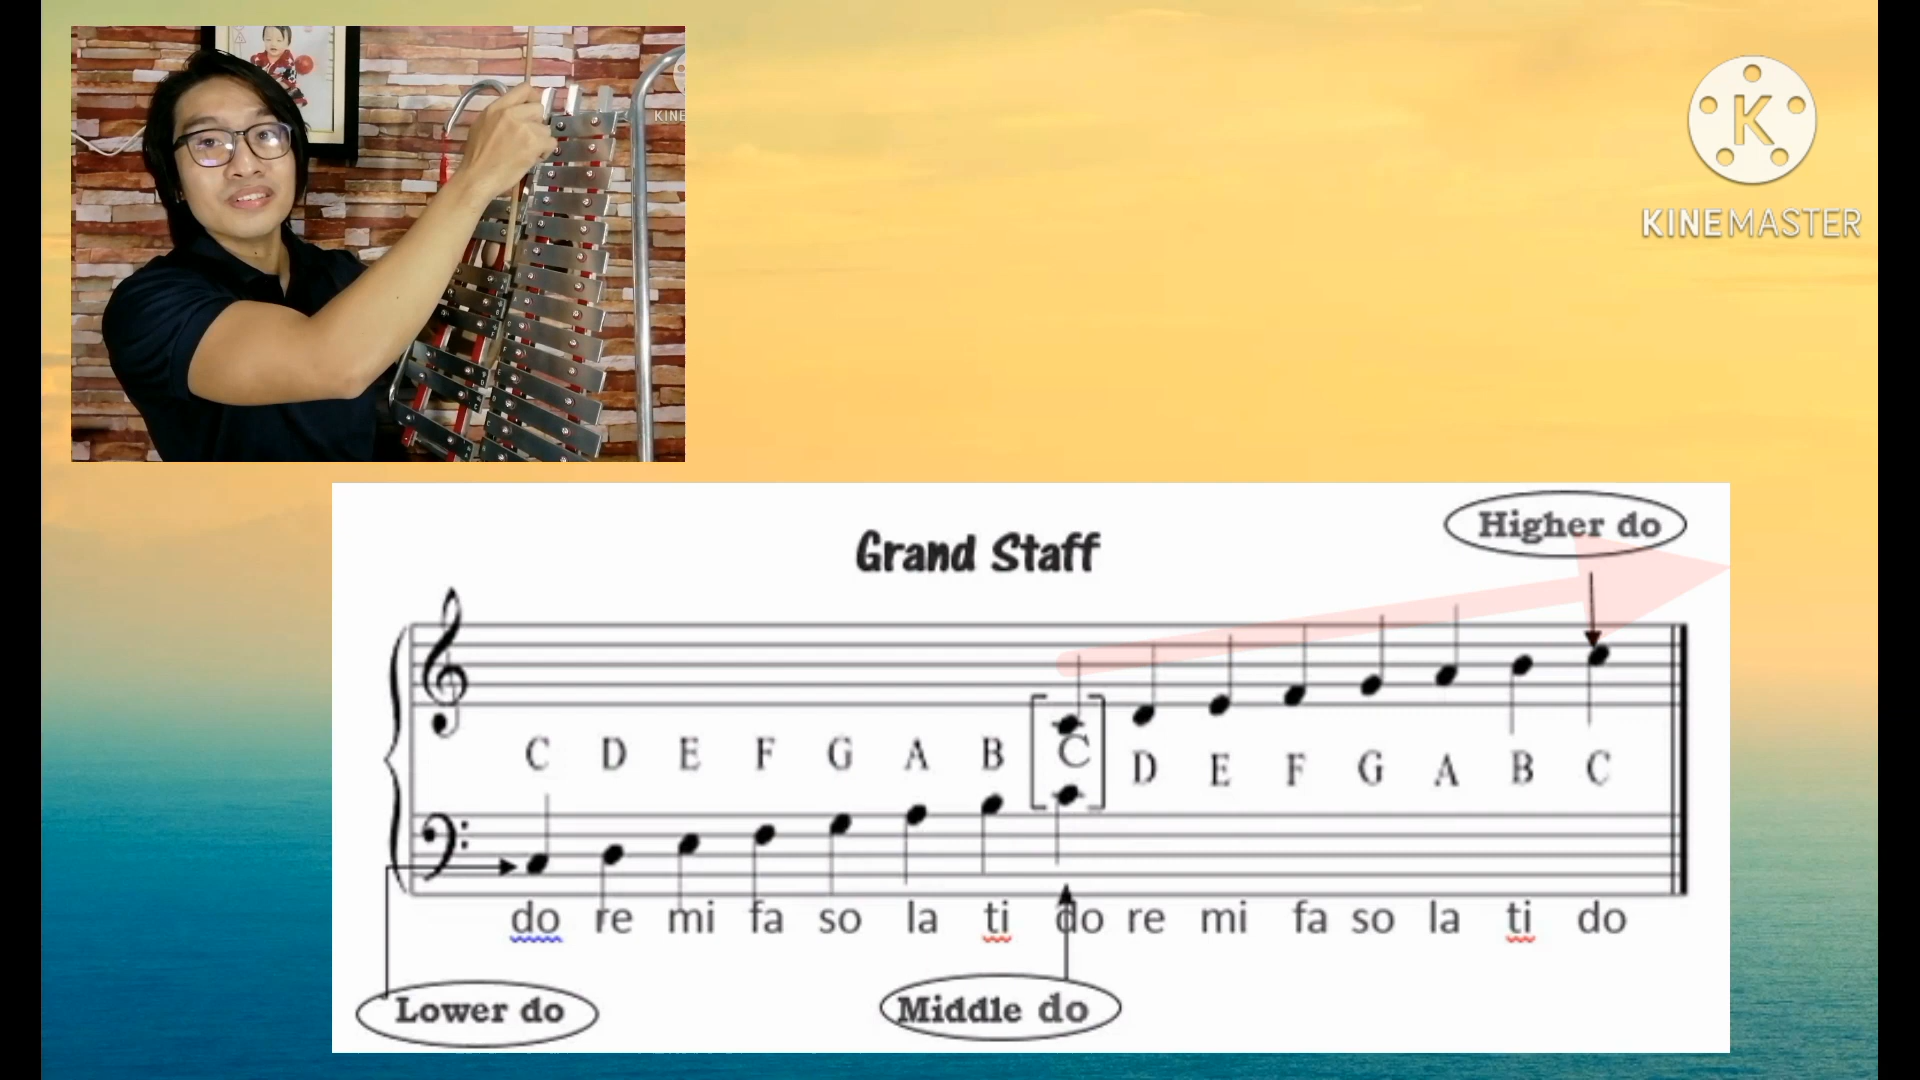 KINE
KINEMASTER
Higher do
Grand Staff
C D E F G A B C D E F G A B C
do re mi fa so la ti do re mi fa so la ti do
Lower do
Middle do